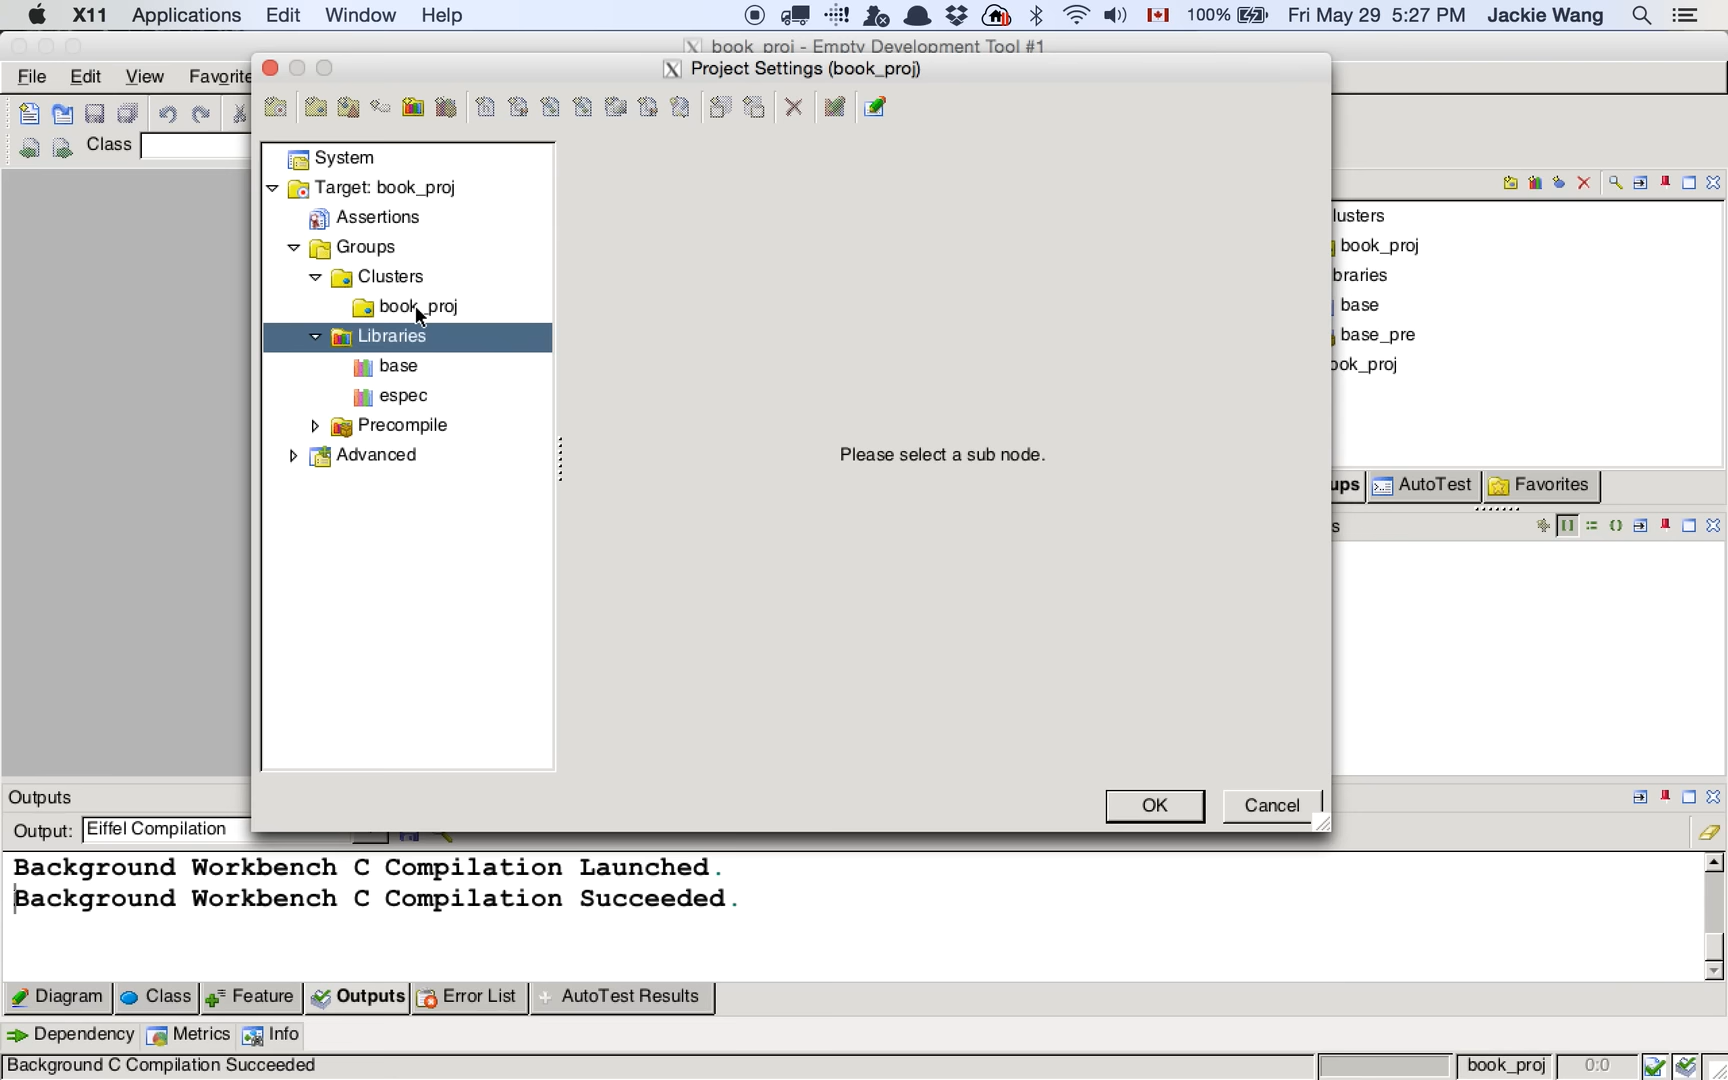 X11 Applications Edit Window Help 100% Fri May 29 5:27 PM Jackie Wang
book_proj - Empty Development Tool #1
File Edit View Favorite
Project Settings (book_proj)
Class
System
Target: book_proj
Assertions
Groups
Clusters
book_proj
Libraries
base
espec
Precompile
Advanced
Please select a sub node.
OK Cancel
lusters
book_proj
braries
base
base_pre
ook_proj
ups AutoTest Favorites
s
Outputs
Output: Eiffel Compilation
Background Workbench C Compilation Launched.
Background Workbench C Compilation Succeeded.
Diagram Class Feature Outputs Error List AutoTest Results
Dependency Metrics Info
Background C Compilation Succeeded book_proj 0:0